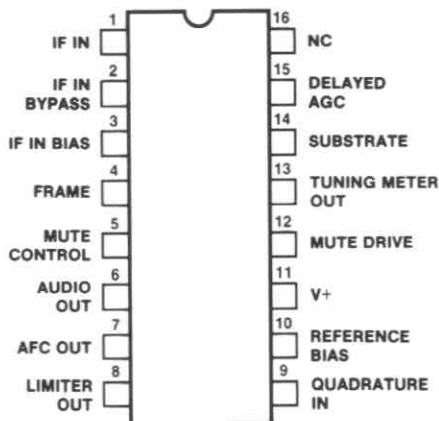 1
IF IN
2
IF IN
BYPASS
3
IF IN BIAS
4
FRAME
5
MUTE
CONTROL
6
AUDIO
OUT
7
AFC OUT
8
LIMITER
OUT
16
NC
15
DELAYED
AGC
14
SUBSTRATE
13
TUNING METER
OUT
12
MUTE DRIVE
11
V+
10
REFERENCE
BIAS
9
QUADRATURE
IN